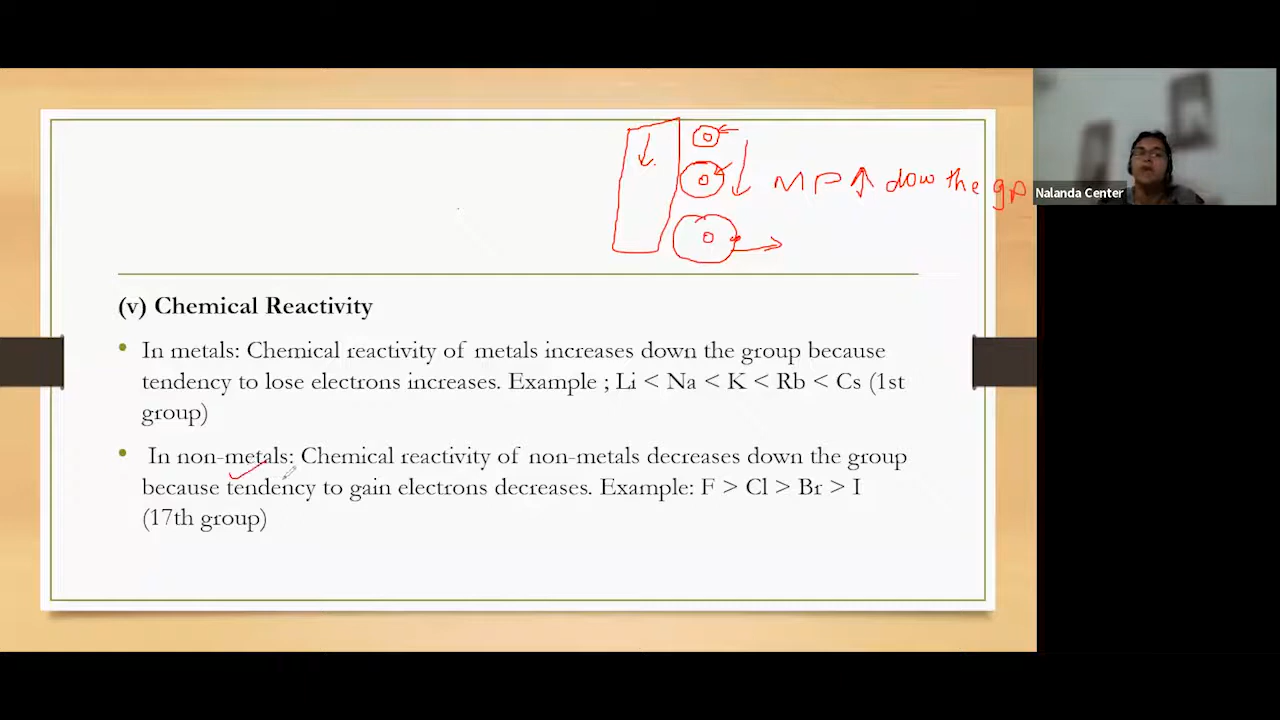 MP↑ dow the gp
Nalanda Center
(v) Chemical Reactivity
• In metals: Chemical reactivity of metals increases down the group because
tendency to lose electrons increases. Example ; Li < Na < K < Rb < Cs (1st
group)
• In non-metals: Chemical reactivity of non-metals decreases down the group
because tendency to gain electrons decreases. Example: F > Cl > Br > I
(17th group)